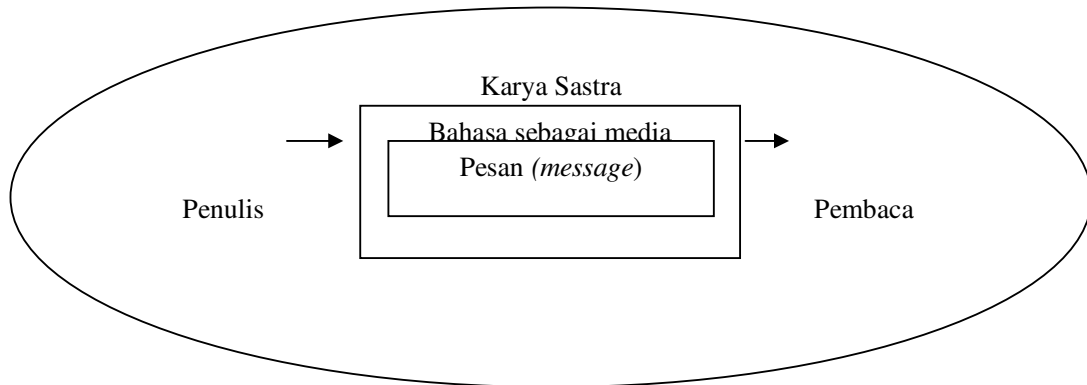 Karya Sastra
Bahasa sebagai media
Pesan (message)
Penulis
Pembaca